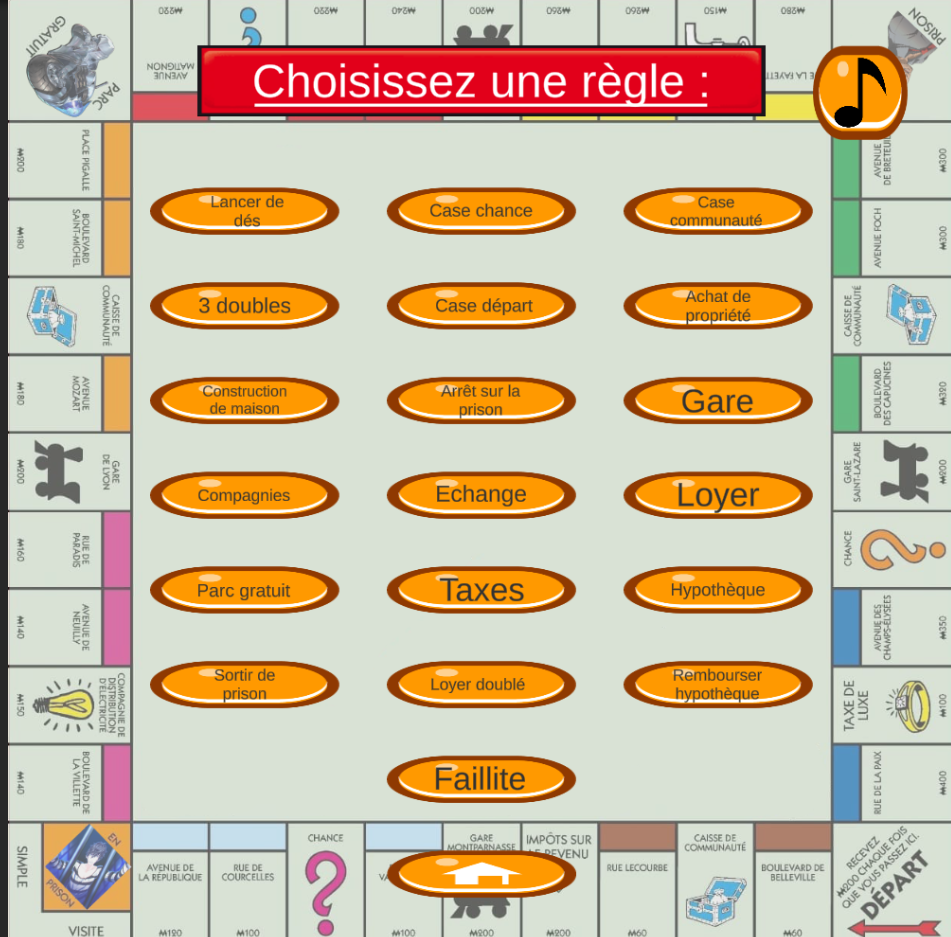 GRATUIT
PARC
₩220
₩220
₩240
₩200
₩260
₩260
₩150
₩280
PRISON
AVENUE
MATIGNON
Choisissez une règle :
PLACE PIGALLE
₩200
AVENUE
DE BRETEUIL
₩300
Lancer de
dés
Case chance
Case
communauté
BOULEVARD
SAINT-MICHEL
₩180
AVENUE FOCH
₩300
3 doubles
Case départ
Achat de
propriété
CAISSE DE
COMMUNAUTÉ
CAISSE DE
COMMUNAUTÉ
Construction
de maison
Arrêt sur la
prison
Gare
AVENUE
MOZART
₩180
BOULEVARD
DES CAPUCINES
₩320
GARE
DE LYON
₩200
GARE
SAINT-LAZARE
₩200
Compagnies
Echange
Loyer
RUE DE
PARADIS
₩160
CHANCE
Parc gratuit
Taxes
Hypothèque
AVENUE DE
NEUILLY
₩140
AVENUE DES
CHAMPS-ÉLYSÉES
₩350
Sortir de
prison
Loyer doublé
Rembourser
hypothèque
COMPAGNIE DE
DISTRIBUTION
D'ÉLECTRICITÉ
₩150
TAXE DE
LUXE
₩100
Faillite
BOULEVARD DE
LA VILLETTE
₩140
RUE DE LA PAIX
₩400
SIMPLE
EN
PRISON
VISITE
AVENUE DE
LA RÉPUBLIQUE
₩120
RUE DE
COURCELLES
₩100
CHANCE
₩100
GARE
MONTPARNASSE
₩200
IMPÔTS SUR
REVENU
₩200
RUE LECOURBE
₩60
CAISSE DE
COMMUNAUTÉ
BOULEVARD DE
BELLEVILLE
₩60
RECEVEZ
₩200 CHAQUE FOIS
QUE VOUS PASSEZ ICI.
DÉPART